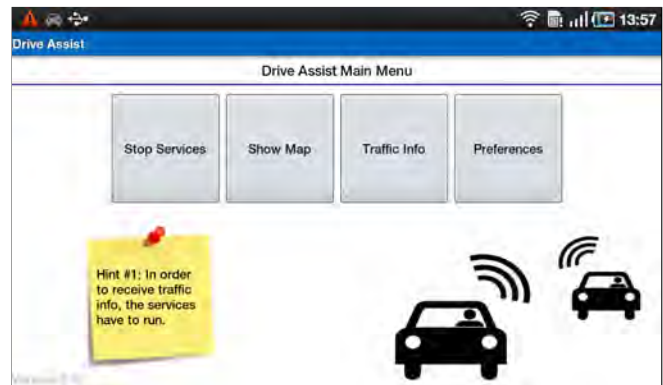 13:57
Drive Assist
Drive Assist Main Menu
Stop Services
Show Map
Traffic Info
Preferences
Hint #1: In order
to receive traffic
info, the services
have to run.